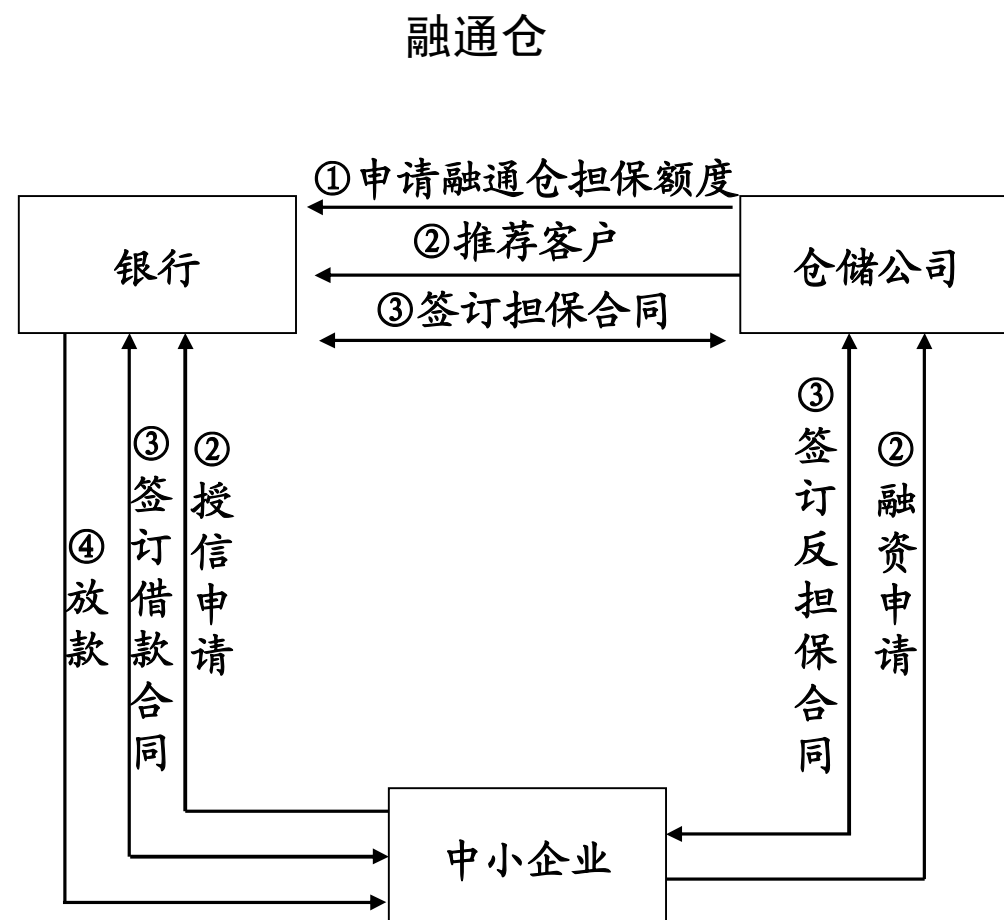 融通仓
①申请融通仓担保额度
②推荐客户
③签订担保合同
银行
仓储公司
④放款
③签订借款合同
②授信申请
③签订反担保合同
②融资申请
中小企业